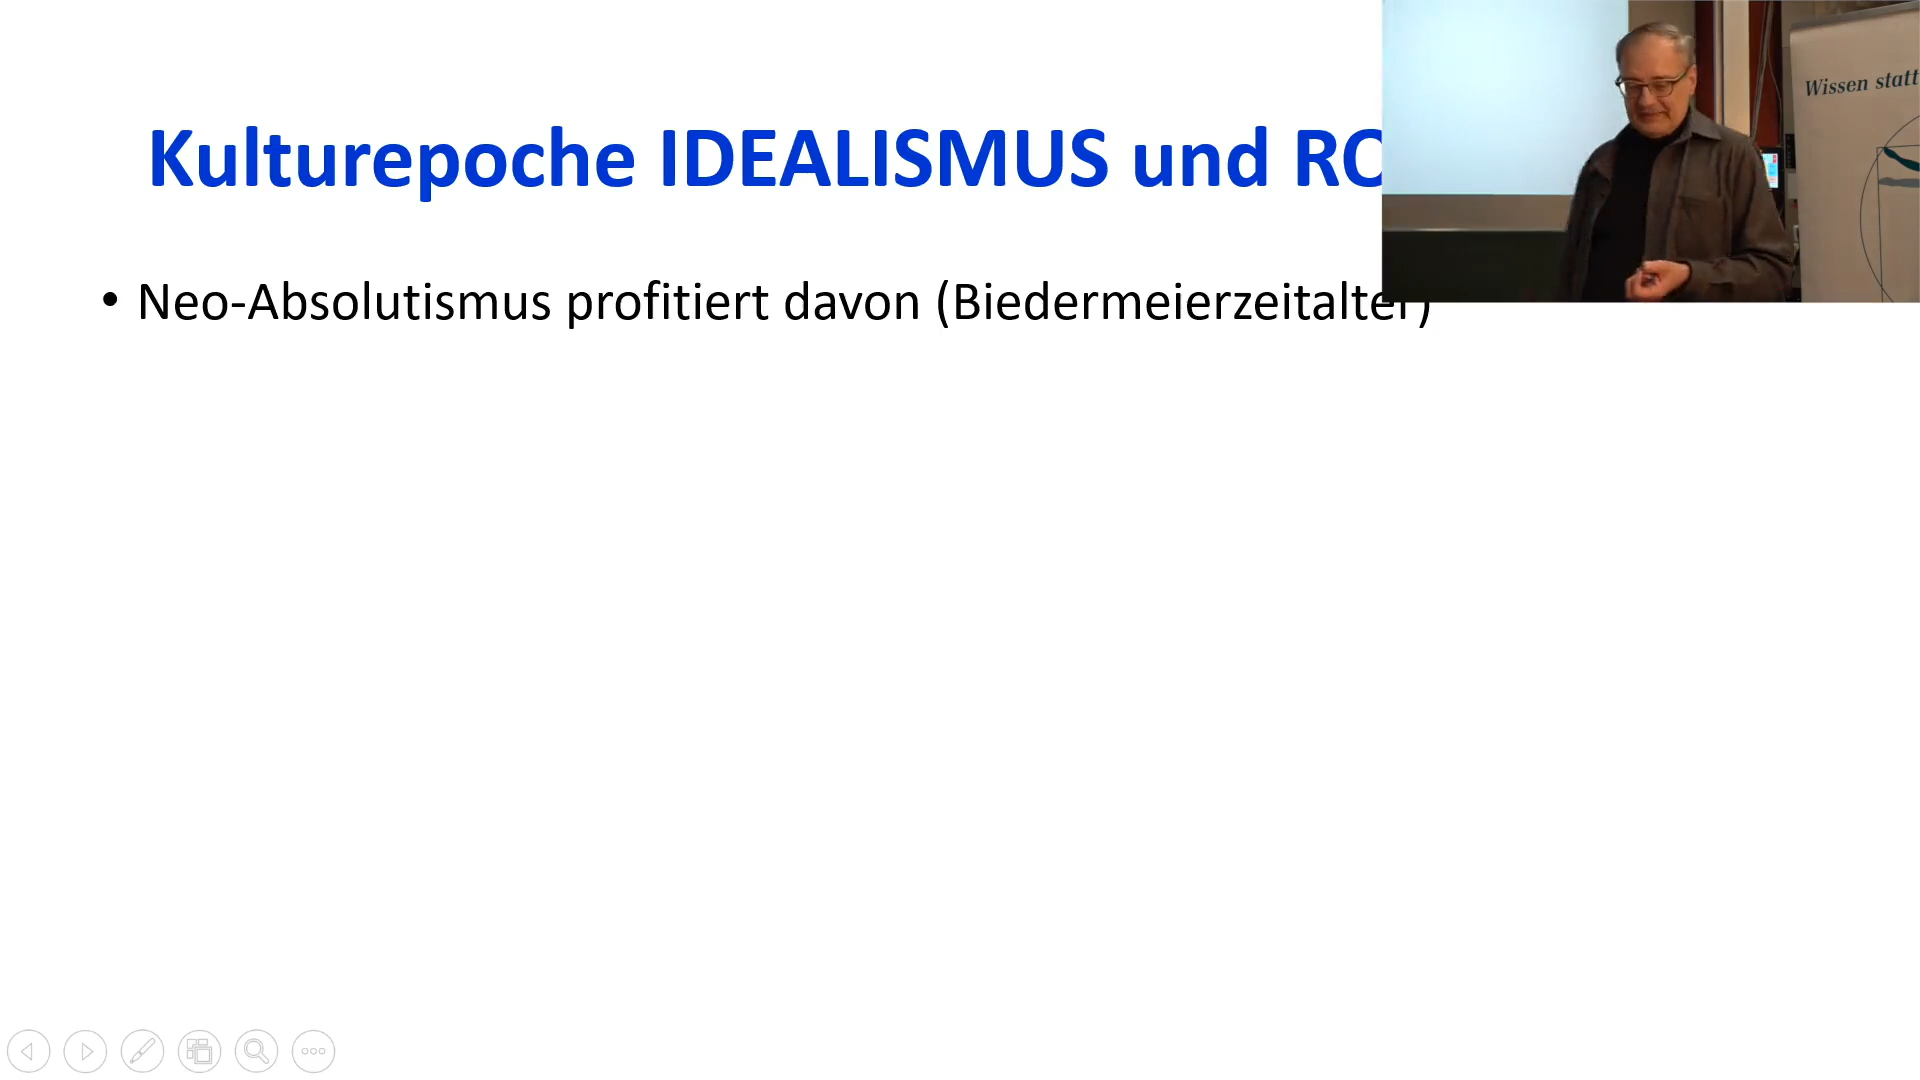 Kulturepoche IDEALISMUS und RO
• Neo-Absolutismus profitiert davon (Biedermeierzeitalter)
Wissen statt